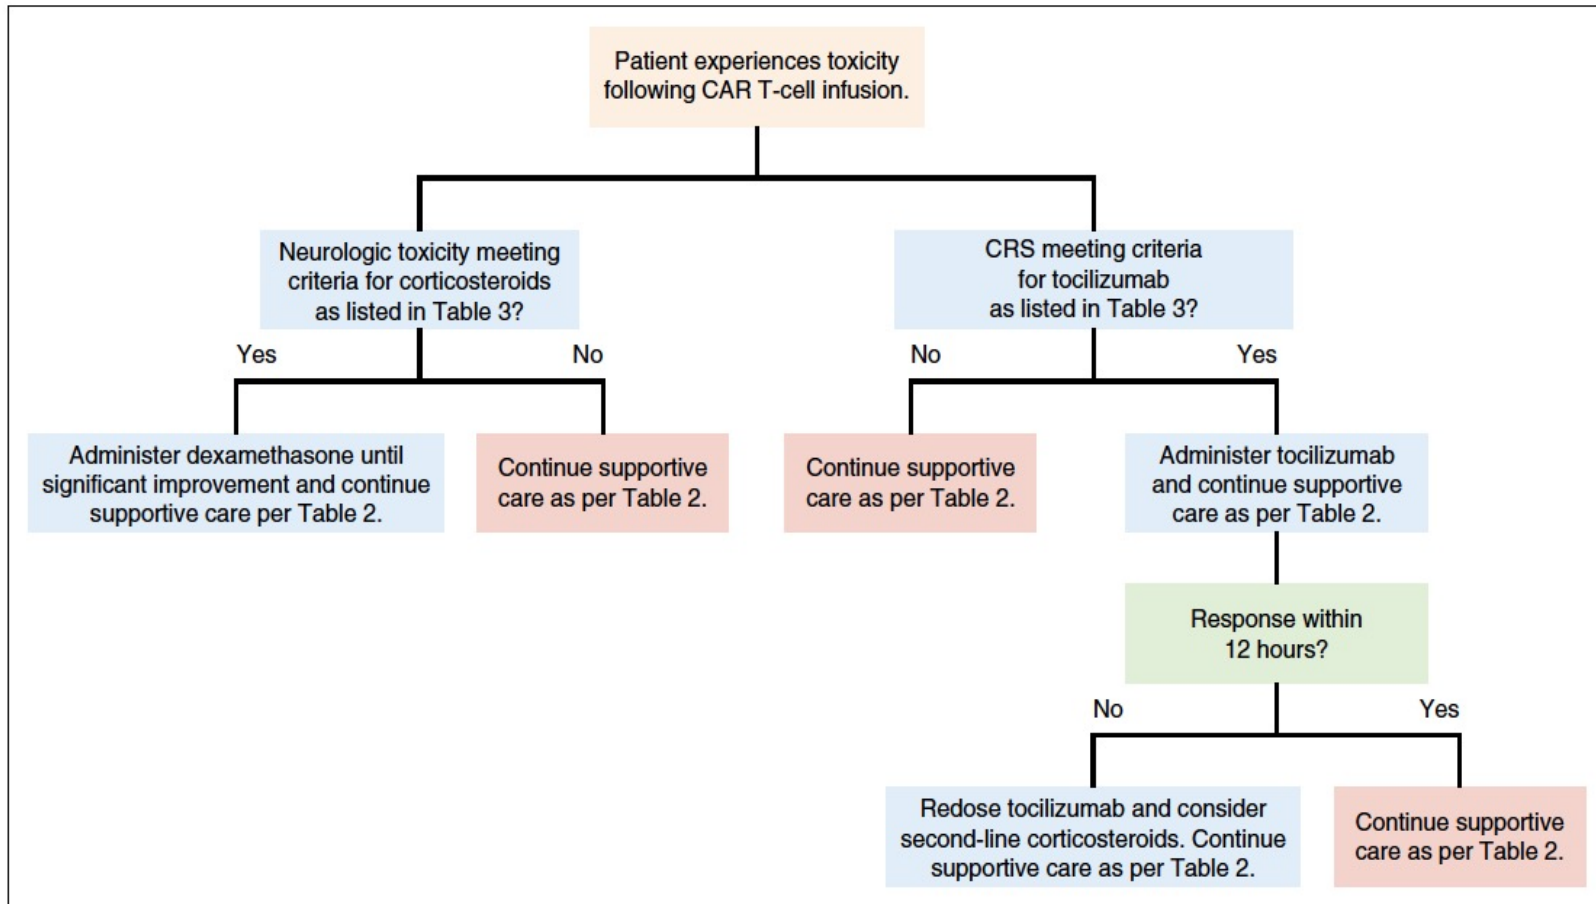 Patient experiences toxicity
following CAR T-cell infusion.
Neurologic toxicity meeting
criteria for corticosteroids
as listed in Table 3?
CRS meeting criteria
for tocilizumab
as listed in Table 3?
Yes
No
No
Yes
Administer dexamethasone until
significant improvement and continue
supportive care per Table 2.
Continue supportive
care as per Table 2.
Continue supportive
care as per Table 2.
Administer tocilizumab
and continue supportive
care as per Table 2.
Response within
12 hours?
No
Yes
Redose tocilizumab and consider
second-line corticosteroids. Continue
supportive care as per Table 2.
Continue supportive
care as per Table 2.